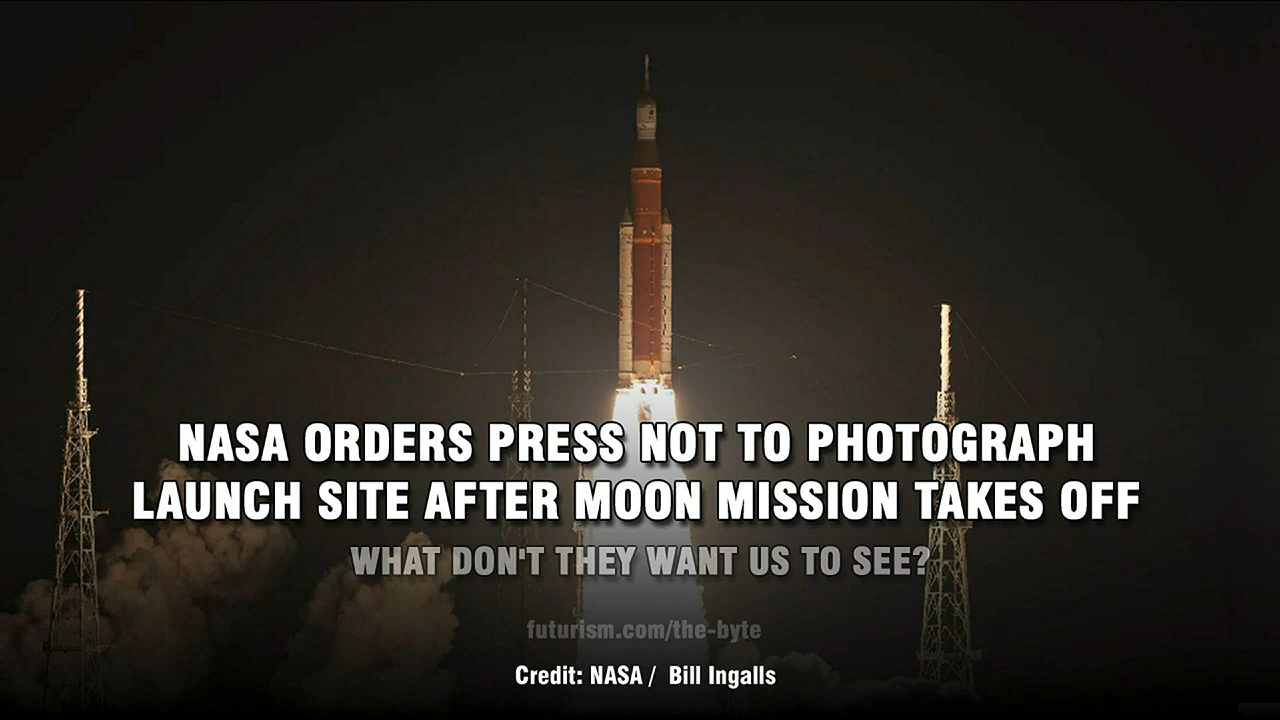 NASA ORDERS PRESS NOT TO PHOTOGRAPH
LAUNCH SITE AFTER MOON MISSION TAKES OFF
WHAT DON'T THEY WANT US TO SEE?
futurism.com/the-byte
Credit: NASA / Bill Ingalls